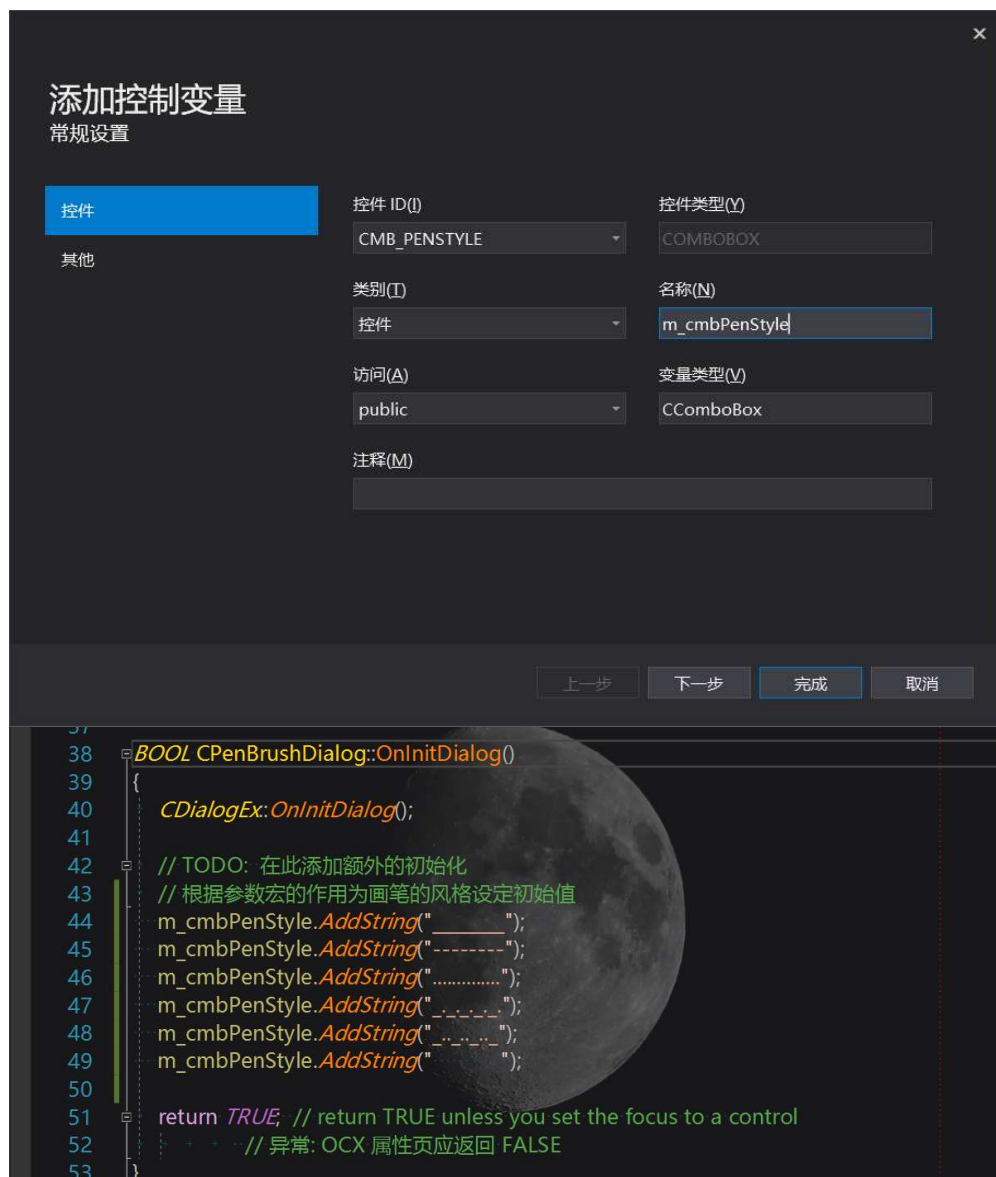 ×
添加控制变量
常规设置
控件
其他
控件 ID(I)
控件类型(Y)
CMB_PENSTYLE
COMBOBOX
类别(T)
名称(N)
控件
m_cmbPenStyle
访问(A)
变量类型(V)
public
CComboBox
注释(M)
上一步 下一步 完成 取消
37
38 BOOL CPenBrushDialog::OnInitDialog()
39 {
40 CDialogEx::OnInitDialog();
41
42 // TODO: 在此添加额外的初始化
43 // 根据参数宏的作用为画笔的风格设定初始值
44 m_cmbPenStyle.AddString("________");
45 m_cmbPenStyle.AddString("--------");
46 m_cmbPenStyle.AddString(".............");
47 m_cmbPenStyle.AddString("_._._._._.");
48 m_cmbPenStyle.AddString("_.._.._.._");
49 m_cmbPenStyle.AddString("        ");
50
51 return TRUE; // return TRUE unless you set the focus to a control
52 // 异常: OCX 属性页应返回 FALSE
53 }